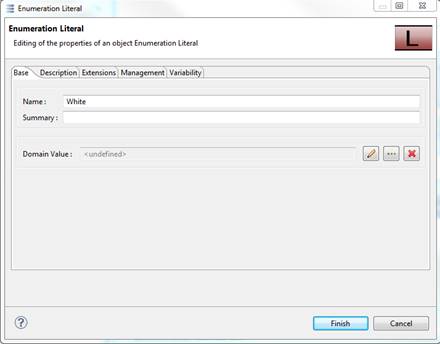 Enumeration Literal
Enumeration Literal
Editing of the properties of an object Enumeration Literal
L
Base Description Extensions Management Variability
Name : White
Summary :
Domain Value : <undefined>
...
?
Finish Cancel